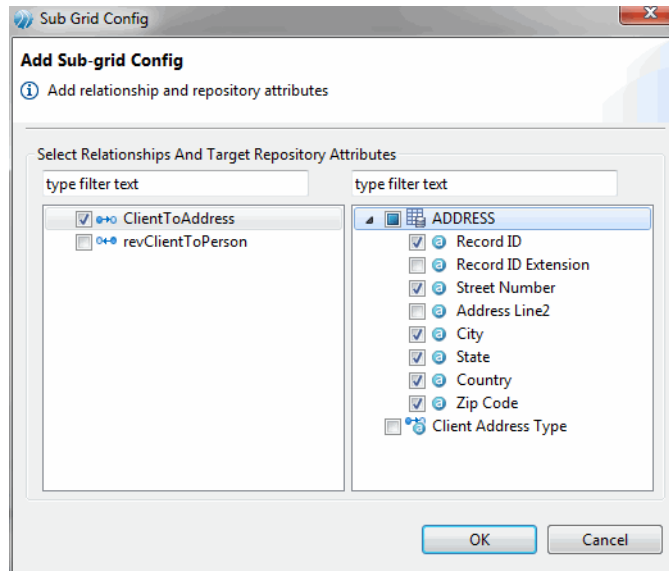 Sub Grid Config
Add Sub-grid Config
Add relationship and repository attributes
Select Relationships And Target Repository Attributes
type filter text
type filter text
ClientToAddress
revClientToPerson
ADDRESS
Record ID
Record ID Extension
Street Number
Address Line2
City
State
Country
Zip Code
Client Address Type
OK
Cancel